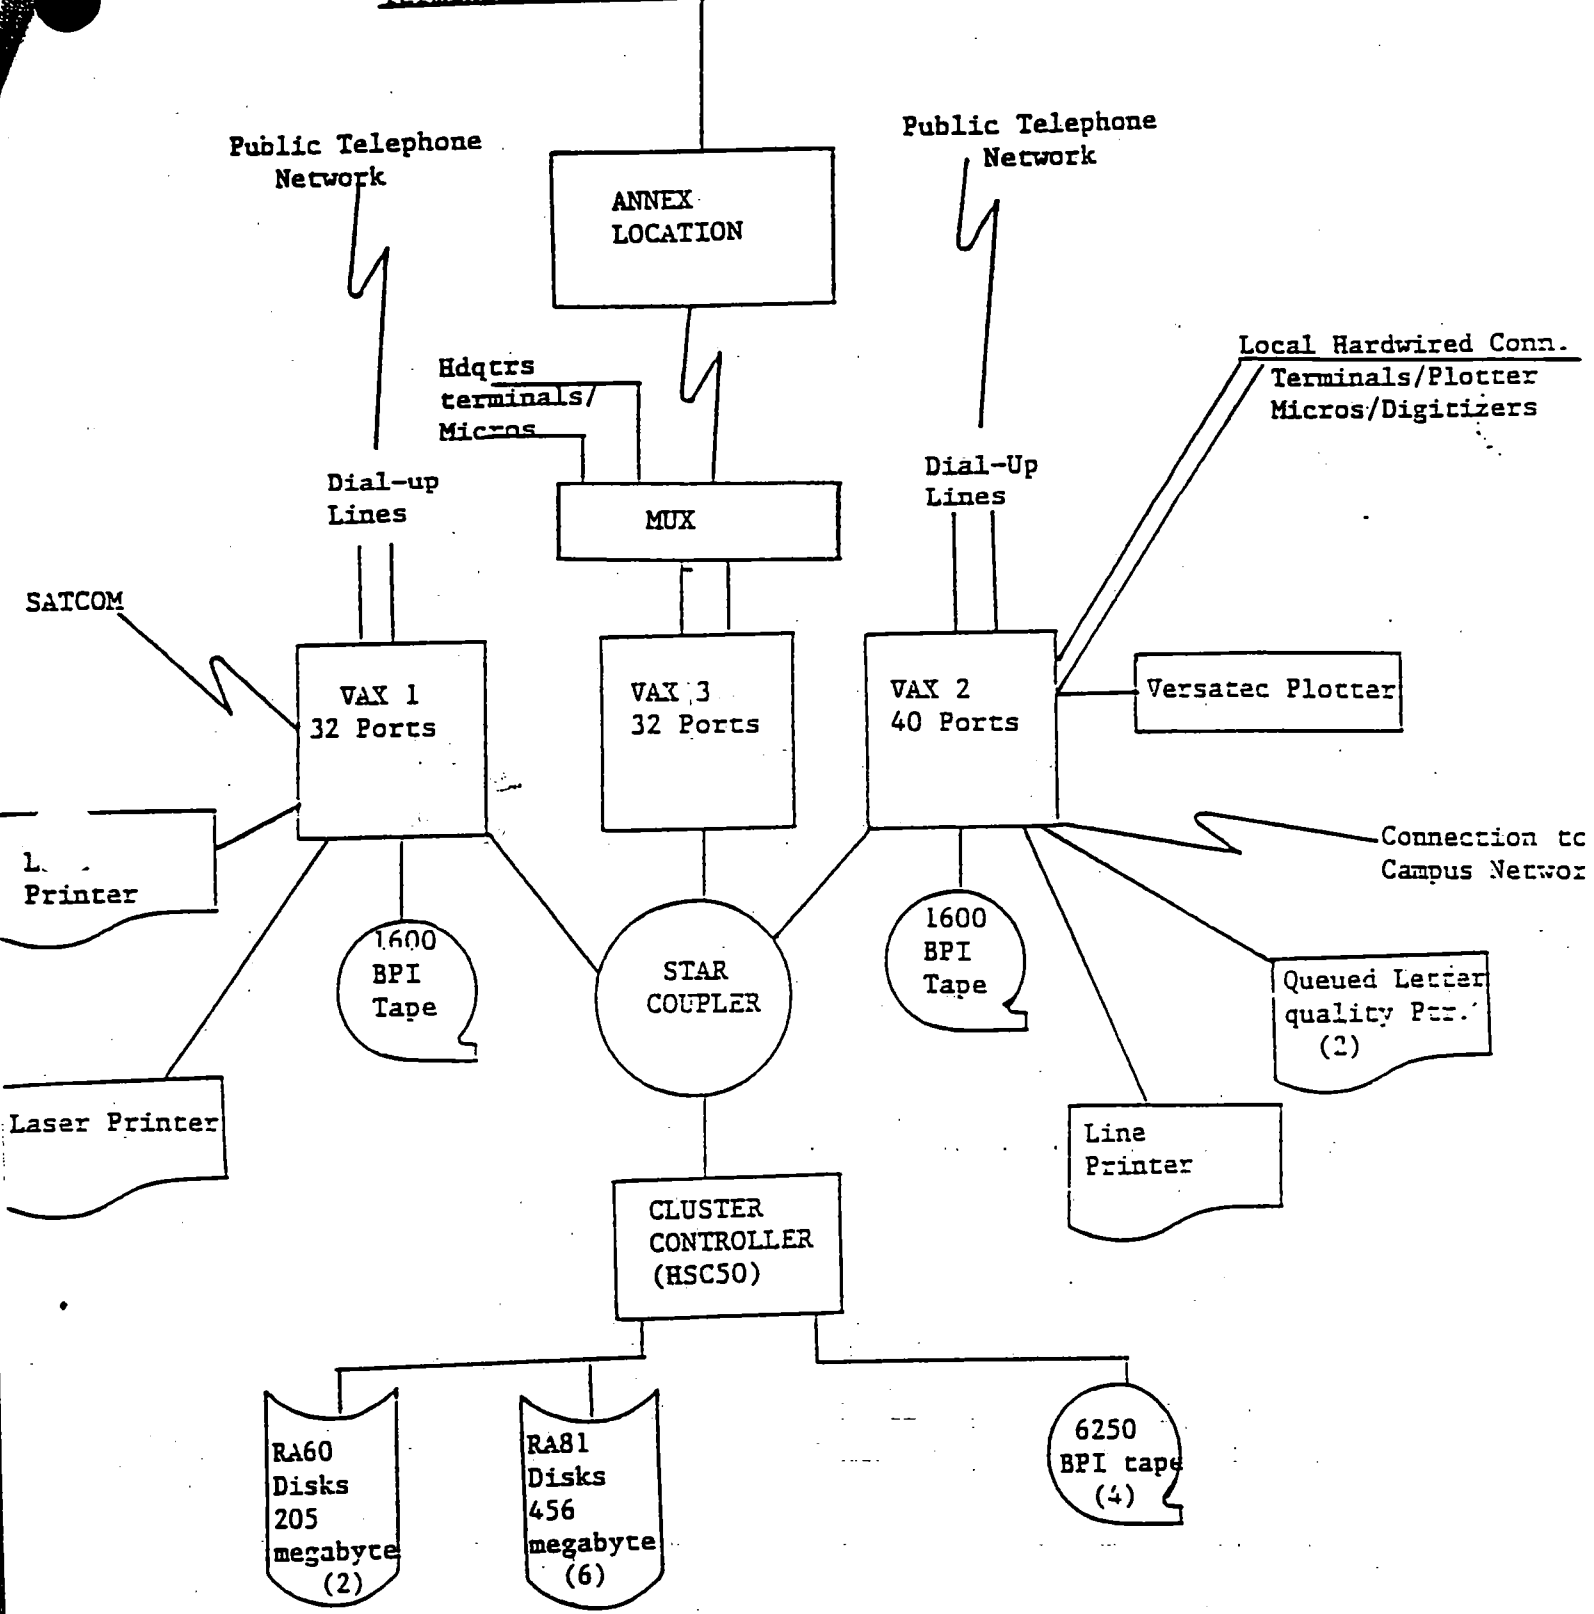 Public Telephone
Network
Public Telephone
Network
ANNEX
LOCATION
Hdqtrs
terminals/
Micros
Local Hardwired Conn.
Terminals/Plotter
Micros/Digitizers
Dial-up
Lines
MUX
Dial-Up
Lines
SATCOM
VAX 1
32 Ports
VAX 3
32 Ports
VAX 2
40 Ports
Versatec Plotter
Printer
1600
BPI
Tape
STAR
COUPLER
1600
BPI
Tape
Connection to
Campus Networ
Queued Letter
quality Ptr.
(2)
Laser Printer
Line
Printer
CLUSTER
CONTROLLER
(HSC50)
RA60
Disks
205
megabyte
(2)
RA81
Disks
456
megabyte
(6)
6250
BPI tape
(4)